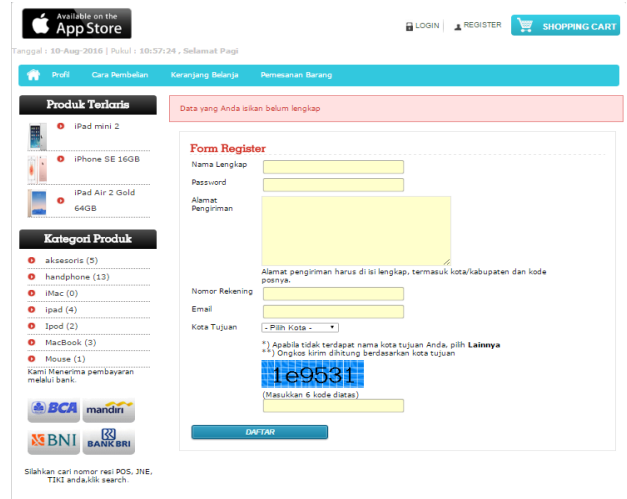 Available on the
App Store
LOGIN
REGISTER
SHOPPING CART
Tanggal : 10-Aug-2016 | Pukul : 10:57:24 , Selamat Pagi
Profil
Cara Pembelian
Keranjang Belanja
Pemesanan Barang
Produk Terlaris
iPad mini 2
iPhone SE 16GB
iPad Air 2 Gold
64GB
Kategori Produk
aksesoris (5)
handphone (13)
iMac (0)
ipad (4)
Ipod (2)
MacBook (3)
Mouse (1)
Kami Menerima pembayaran
melalui bank.
BCA
mandiri
BNI
BANK BRI
Silahkan cari nomor resi POS, JNE,
TIKI anda,klik search.
Data yang Anda isikan belum lengkap
Form Register
Nama Lengkap
Password
Alamat
Pengiriman
Alamat pengiriman harus di isi lengkap, termasuk kota/kabupaten dan kode
posnya.
Nomor Rekening
Email
Kota Tujuan
- Pilih Kota -
*) Apabila tidak terdapat nama kota tujuan Anda, pilih Lainnya
**) Ongkos kirim dihitung berdasarkan kota tujuan
1e9531
(Masukkan 6 kode diatas)
DAFTAR